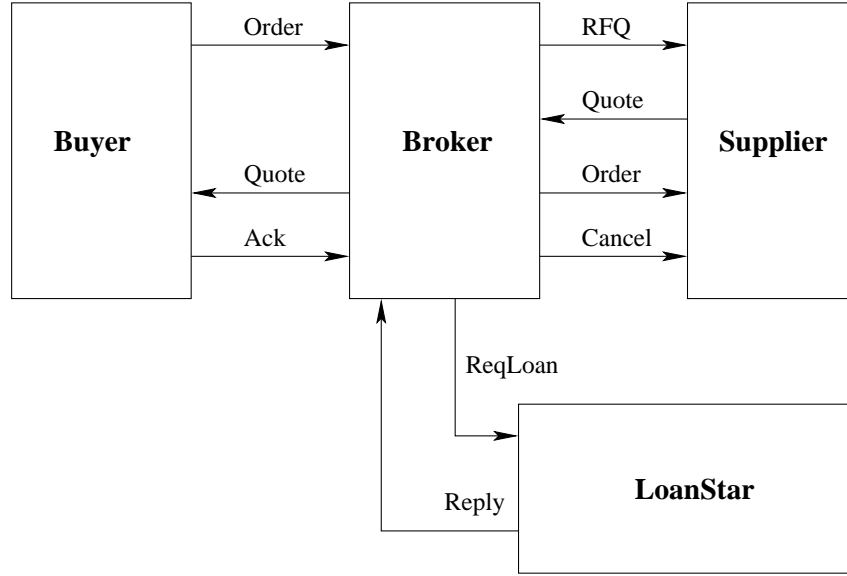 Order
RFQ
Quote
Buyer
Broker
Supplier
Quote
Order
Ack
Cancel
ReqLoan
LoanStar
Reply